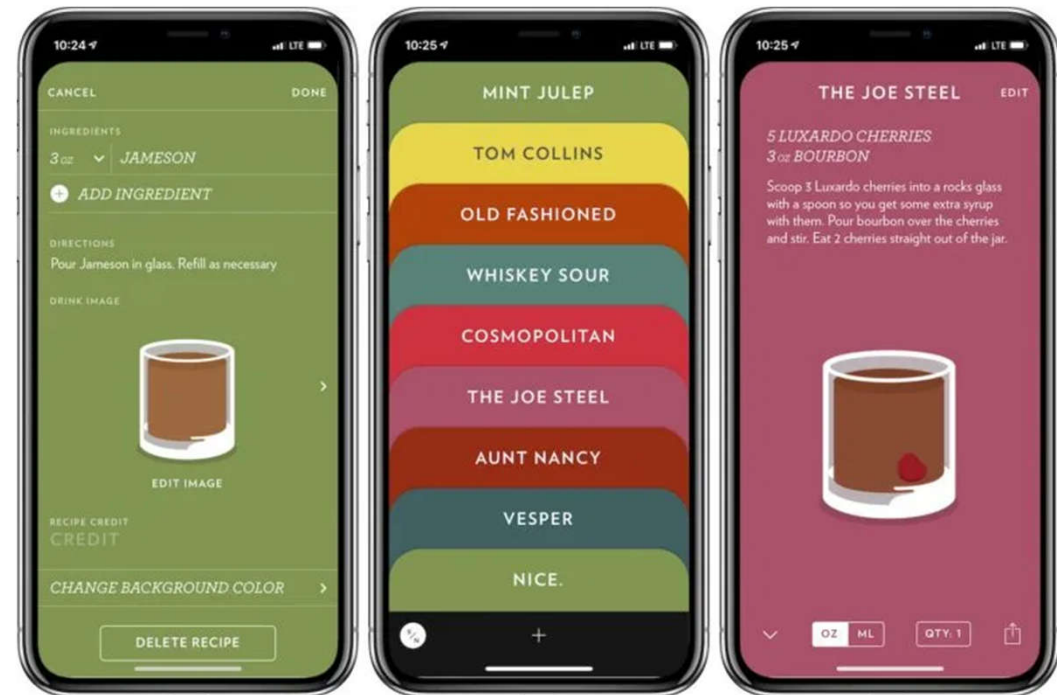 10:24
LTE
CANCEL
DONE
INGREDIENTS
3 oz
JAMESON
ADD INGREDIENT
DIRECTIONS
Pour Jameson in glass. Refill as necessary
DRINK IMAGE
EDIT IMAGE
RECIPE CREDIT
CREDIT
CHANGE BACKGROUND COLOR
DELETE RECIPE
10:25
LTE
MINT JULEP
TOM COLLINS
OLD FASHIONED
WHISKEY SOUR
COSMOPOLITAN
THE JOE STEEL
AUNT NANCY
VESPER
NICE.
+
10:25
LTE
THE JOE STEEL
EDIT
5 LUXARDO CHERRIES
3 oz BOURBON
Scoop 3 Luxardo cherries into a rocks glass
with a spoon so you get some extra syrup
with them. Pour bourbon over the cherries
and stir. Eat 2 cherries straight out of the jar.
OZ
ML
QTY: 1